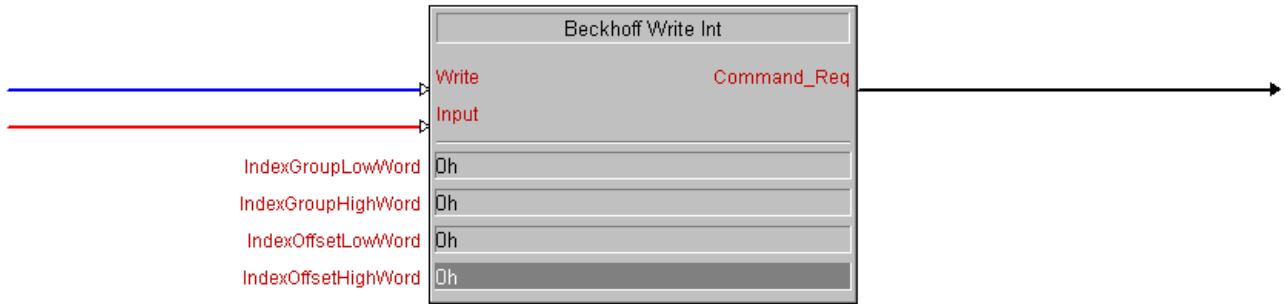 Beckhoff Write Int
Write Command_Req
Input
IndexGroupLowWord 0h
IndexGroupHighWord 0h
IndexOffsetLowWord 0h
IndexOffsetHighWord 0h